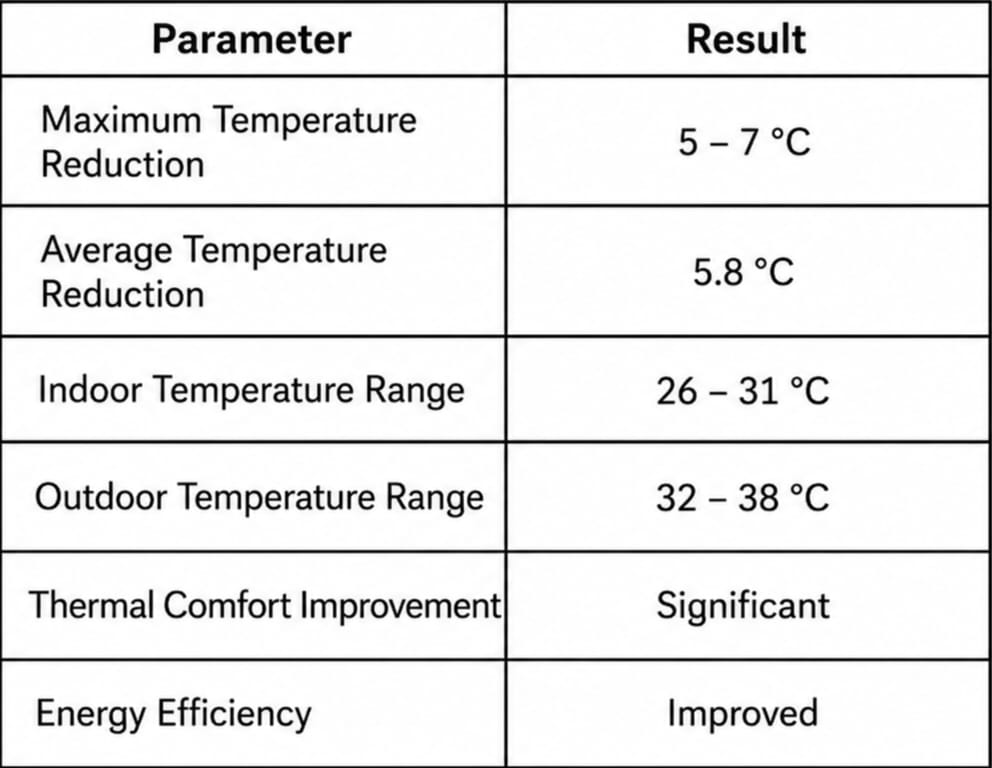 Parameter
Result
Maximum Temperature
Reduction
5 – 7 °C
Average Temperature
Reduction
5.8 °C
Indoor Temperature Range
26 – 31 °C
Outdoor Temperature Range
32 – 38 °C
Thermal Comfort Improvement
Significant
Energy Efficiency
Improved